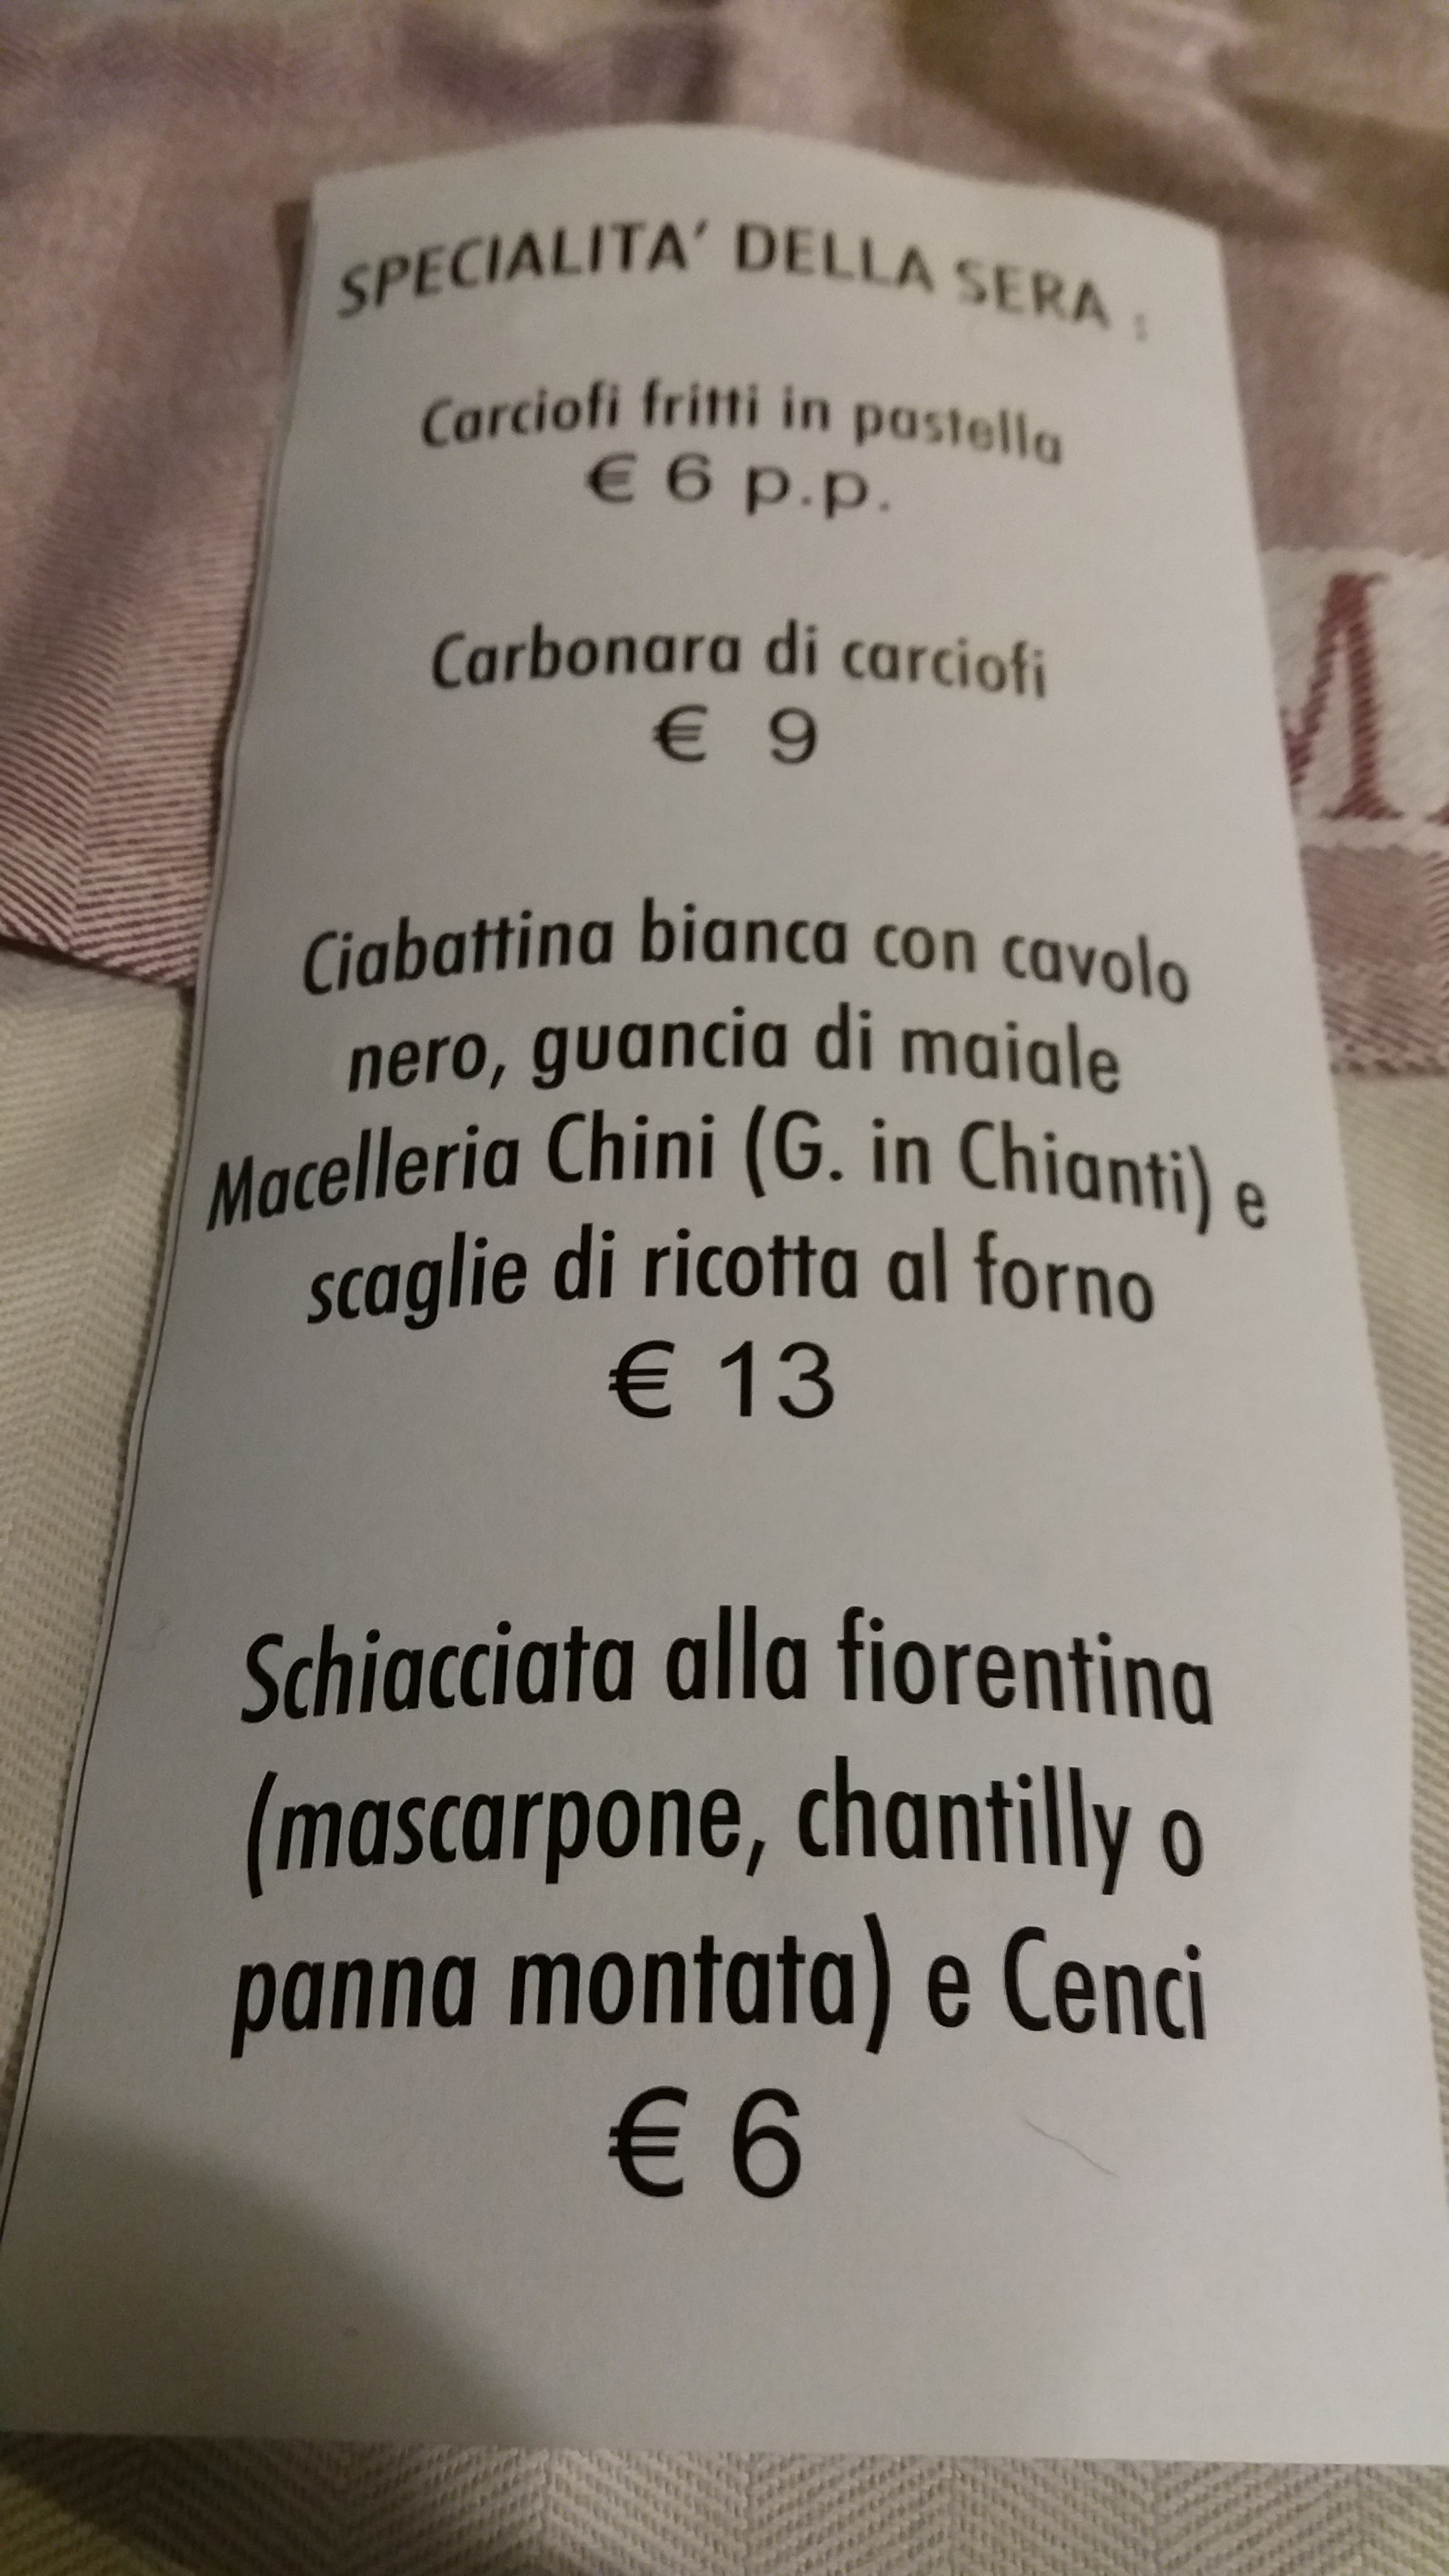 SPECIALITA' DELLA SERA :
Carciofi fritti in pastella
€ 6 p.p.
Carbonara di carciofi
€ 9
Ciabattina bianca con cavolo
nero, guancia di maiale
Macelleria Chini (G. in Chianti) e
scaglie di ricotta al forno
€ 13
Schiacciata alla fiorentina
(mascarpone, chantilly o
panna montata) e Cenci
€ 6